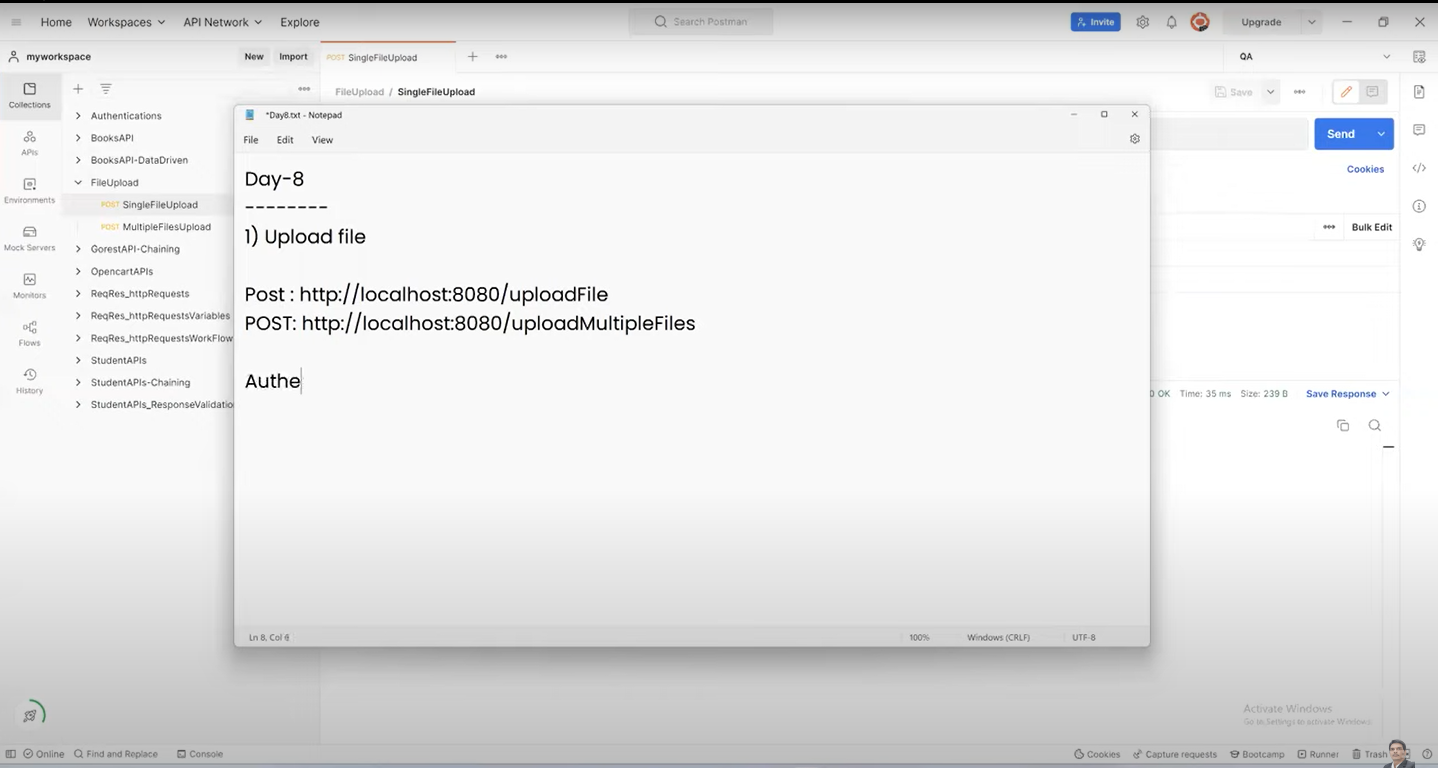 Home Workspaces API Network Explore Search Postman Invite Upgrade
myworkspace New Import POST SingleFileUpload QA
FileUpload / SingleFileUpload Save
Collections
APIs
Environments
Mock Servers
Monitors
Flows
History
Authentications
BooksAPI
BooksAPI-DataDriven
FileUpload
POST SingleFileUpload
POST MultipleFilesUpload
GorestAPI-Chaining
OpencartAPIs
ReqRes_httpRequests
ReqRes_httpRequestsVariables
ReqRes_httpRequestsWorkFlow
StudentAPIs
StudentAPIs-Chaining
StudentAPIs_ResponseValidatio
*Day8.txt - Notepad
File Edit View
Day-8
--------
1) Upload file
Post : http://localhost:8080/uploadFile
POST: http://localhost:8080/uploadMultipleFiles
Authe
Ln 8, Col 6 100% Windows (CRLF) UTF-8
Send
Cookies
Bulk Edit
0 OK Time: 35 ms Size: 239 B Save Response
Activate Windows
Go to Settings to activate Windows.
Online Find and Replace Console Cookies Capture requests Bootcamp Runner Trash